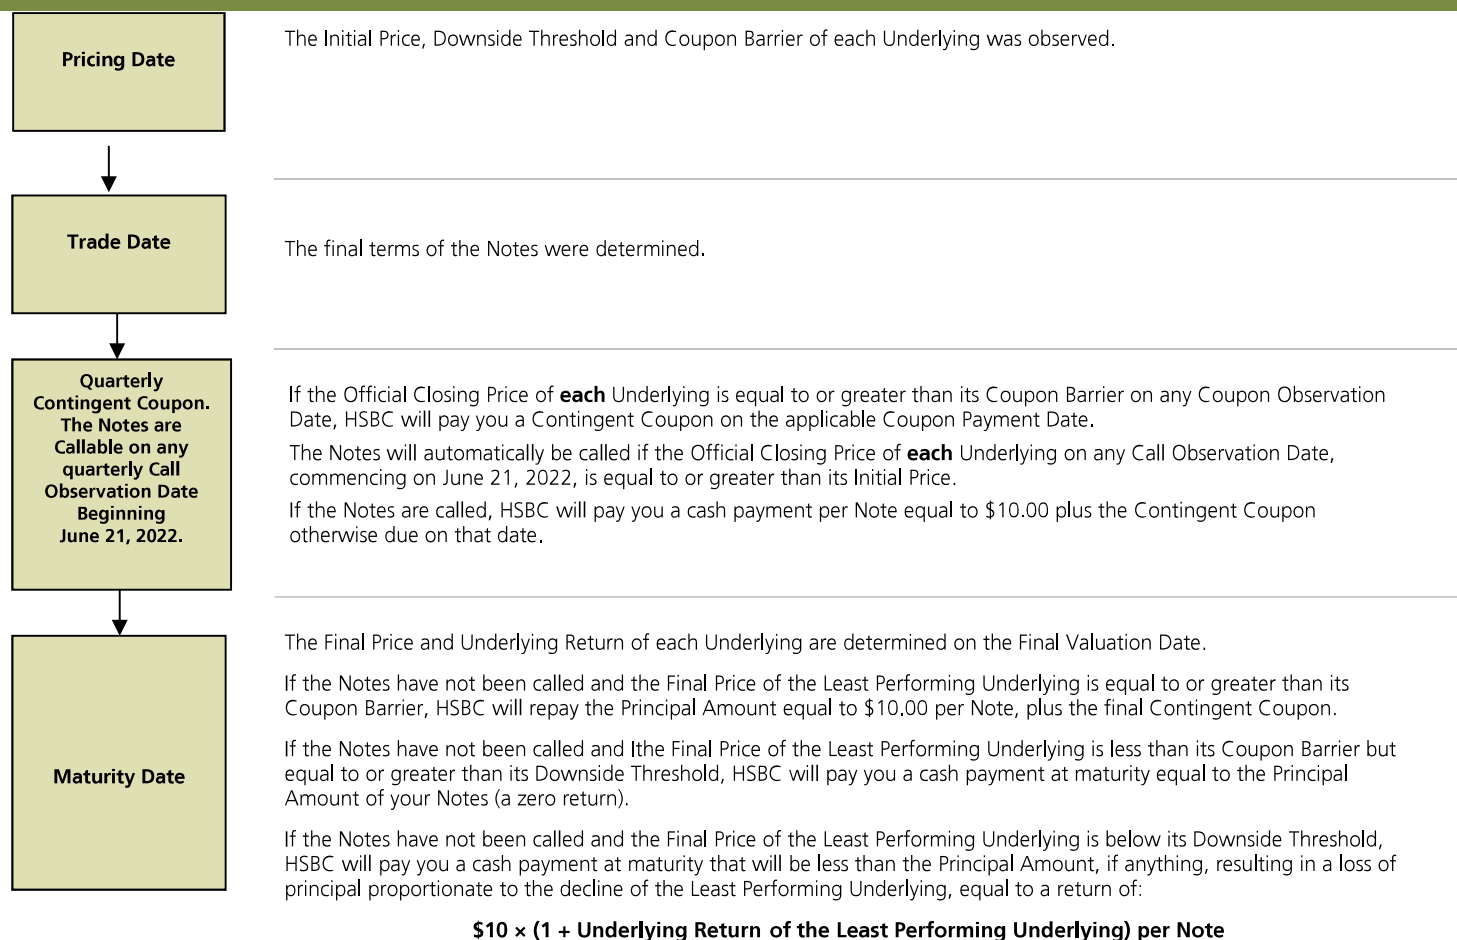 Pricing Date
The Initial Price, Downside Threshold and Coupon Barrier of each Underlying was observed.
Trade Date
The final terms of the Notes were determined.
Quarterly
Contingent Coupon.
The Notes are
Callable on any
quarterly Call
Observation Date
Beginning
June 21, 2022.
If the Official Closing Price of each Underlying is equal to or greater than its Coupon Barrier on any Coupon Observation
Date, HSBC will pay you a Contingent Coupon on the applicable Coupon Payment Date.
The Notes will automatically be called if the Official Closing Price of each Underlying on any Call Observation Date,
commencing on June 21, 2022, is equal to or greater than its Initial Price.
If the Notes are called, HSBC will pay you a cash payment per Note equal to $10.00 plus the Contingent Coupon
otherwise due on that date.
Maturity Date
The Final Price and Underlying Return of each Underlying are determined on the Final Valuation Date.
If the Notes have not been called and the Final Price of the Least Performing Underlying is equal to or greater than its
Coupon Barrier, HSBC will repay the Principal Amount equal to $10.00 per Note, plus the final Contingent Coupon.
If the Notes have not been called and Ithe Final Price of the Least Performing Underlying is less than its Coupon Barrier but
equal to or greater than its Downside Threshold, HSBC will pay you a cash payment at maturity equal to the Principal
Amount of your Notes (a zero return).
If the Notes have not been called and the Final Price of the Least Performing Underlying is below its Downside Threshold,
HSBC will pay you a cash payment at maturity that will be less than the Principal Amount, if anything, resulting in a loss of
principal proportionate to the decline of the Least Performing Underlying, equal to a return of:
$10 × (1 + Underlying Return of the Least Performing Underlying) per Note